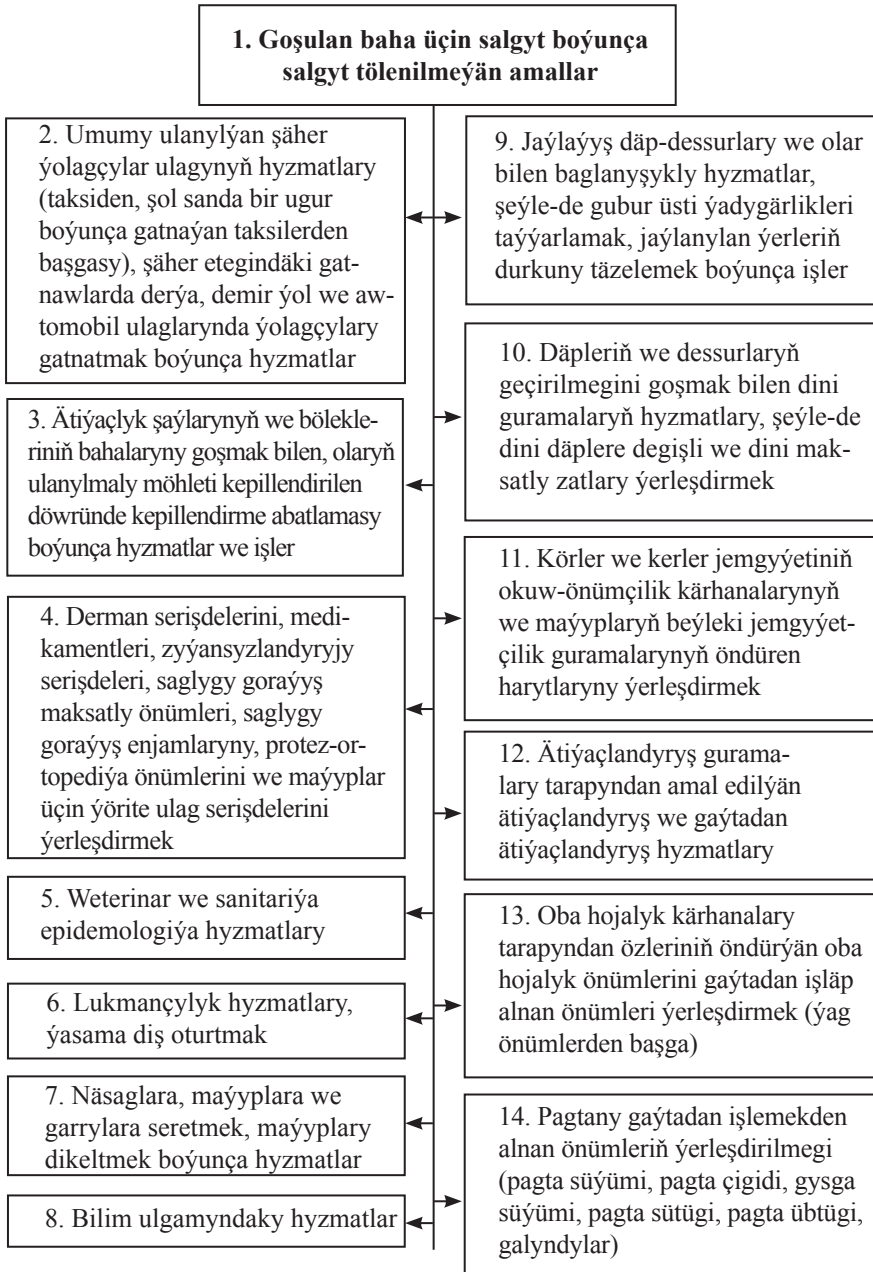 1. Goşulan baha üçin salgyt boýunça
salgyt tölenilmeýän amallar
2. Umumy ulanylýan şäher
ýolagçylar ulagynyň hyzmatlary
(taksiden, şol sanda bir ugur
boýunça gatnaýan taksilerden
başgasy), şäher etegindäki gat-
nawlarda derýa, demir ýol we aw-
tomobil ulaglarynda ýolagçylary
gatnatmak boýunça hyzmatlar
3. Ätiýaçlyk şaýlarynyň we bölekle-
riniň bahalaryny goşmak bilen, olaryň
ulanylmaly möhleti kepillendirilen
döwründe kepillendirme abatlamasy
boýunça hyzmatlar we işler
4. Derman serişdelerini, medi-
kamentleri, zyýansyzlandyryjy
serişdeleri, saglygy goraýyş
maksatly önümleri, saglygy
goraýyş enjamlaryny, protez-or-
topediýa önümlerini we maýyplar
üçin ýörite ulag serişdelerini
ýerleşdirmek
5. Weterinar we sanitariýa
epidemologiýa hyzmatlary
6. Lukmançylyk hyzmatlary,
ýasama diş oturtmak
7. Näsaglara, maýyplara we
garrylara seretmek, maýyplary
dikeltmek boýunça hyzmatlar
8. Bilim ulgamyndaky hyzmatlar
9. Jaýlaýyş däp-dessurlary we olar
bilen baglanyşykly hyzmatlar,
şeýle-de gubur üsti ýadygärlikleri
taýýarlamak, jaýlanylan ýerleriň
durkuny täzelemek boýunça işler
10. Däpleriň we dessurlaryň
geçirilmegini goşmak bilen dini
guramalaryň hyzmatlary, şeýle-de
dini däplere degişli we dini mak-
satly zatlary ýerleşdirmek
11. Körler we kerler jemgyýetiniň
okuw-önümçilik kärhanalarynyň
we maýyplaryň beýleki jemgyýet-
çilik guramalarynyň öndüren
harytlaryny ýerleşdirmek
12. Ätiýaçlandyryş gurama-
lary tarapyndan amal edilýän
ätiýaçlandyryş we gaýtadan
ätiýaçlandyryş hyzmatlary
13. Oba hojalyk kärhanalary
tarapyndan özleriniň öndürýän oba
hojalyk önümlerini gaýtadan işläp
alnan önümleri ýerleşdirmek (ýag
önümlerden başga)
14. Pagtany gaýtadan işlemekden
alnan önümleriň ýerleşdirilmegi
(pagta süýümi, pagta çigidi, gysga
süýümi, pagta sütügi, pagta übtügi,
galyndylar)